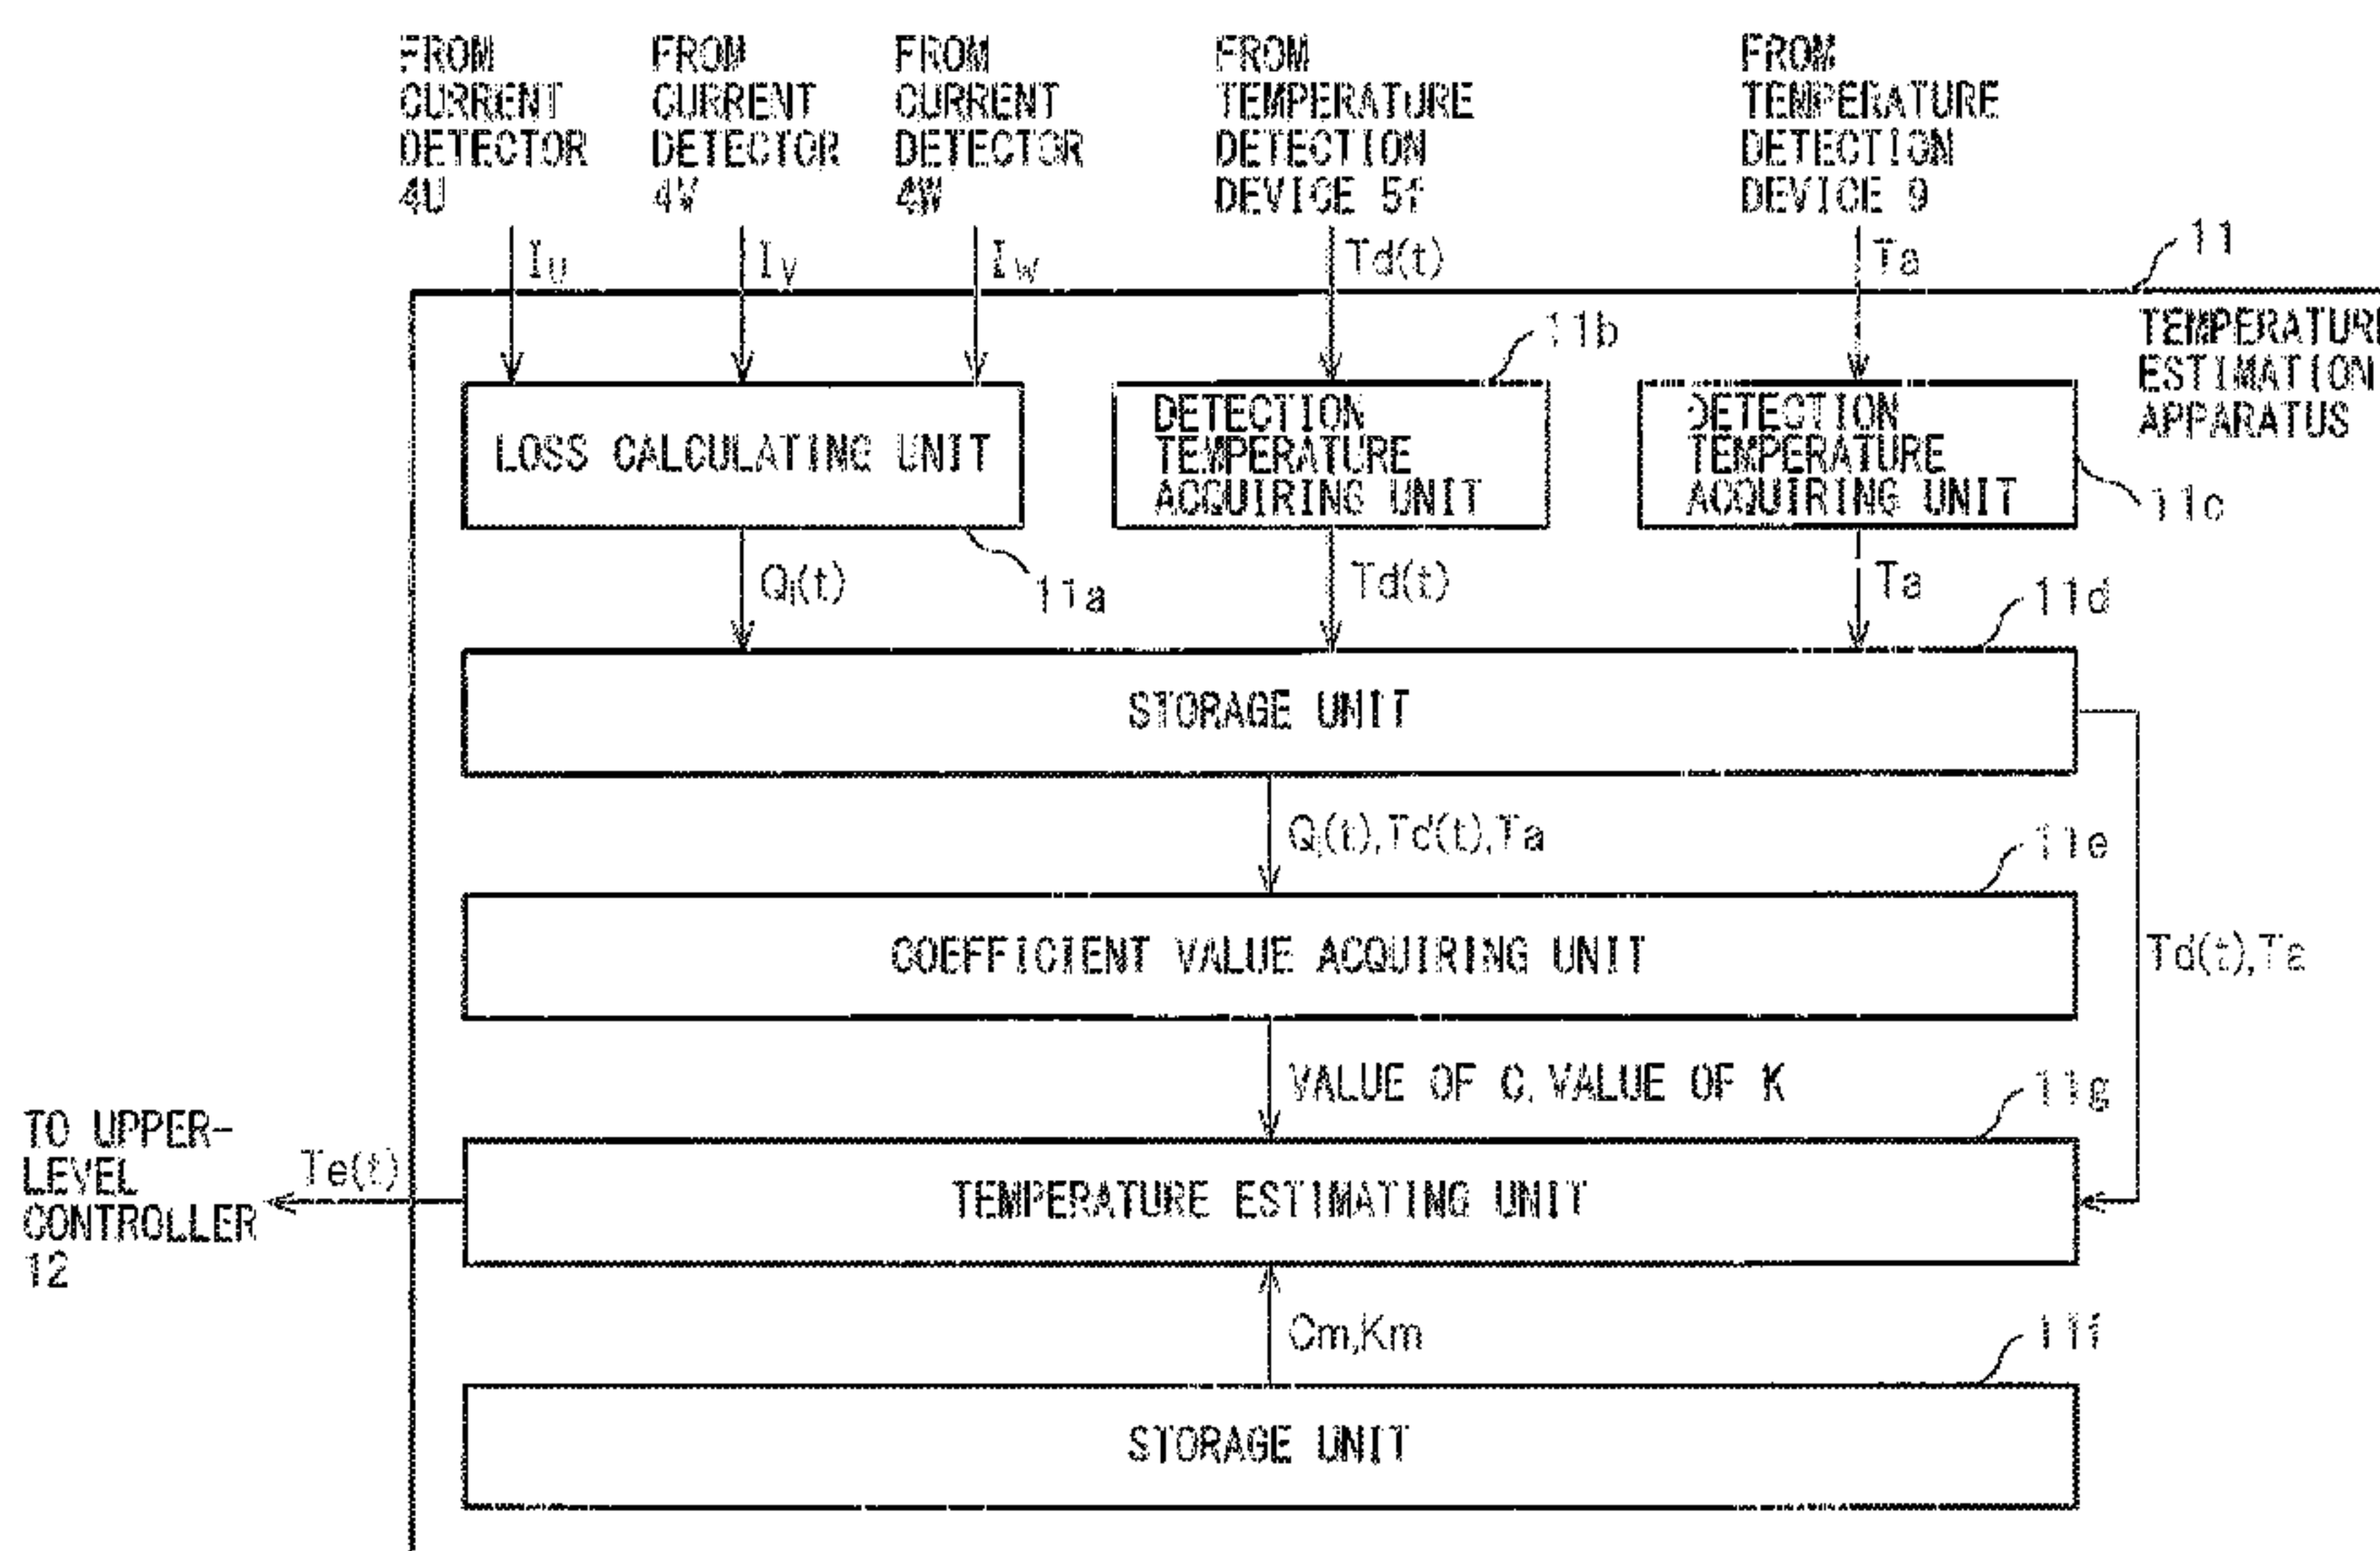 FROM
CURRENT
DETECTOR
4U
FROM
CURRENT
DETECTOR
4V
FROM
CURRENT
DETECTOR
4W
FROM
TEMPERATURE
DETECTION
DEVICE 5f
FROM
TEMPERATURE
DETECTION
DEVICE 9
IU
IV
IW
Td(t)
Ta
11
TEMPERATURE
ESTIMATION
APPARATUS
11b
LOSS CALCULATING UNIT
DETECTION
TEMPERATURE
ACQUIRING UNIT
DETECTION
TEMPERATURE
ACQUIRING UNIT
11c
Qi(t)
11a
Td(t)
Ta
11d
STORAGE UNIT
Qi(t),Td(t),Ta
11e
COEFFICIENT VALUE ACQUIRING UNIT
Td(t),Ta
VALUE OF C, VALUE OF K
11g
TO UPPER-
LEVEL
CONTROLLER
12
Te(t)
TEMPERATURE ESTIMATING UNIT
Cm,Km
11f
STORAGE UNIT